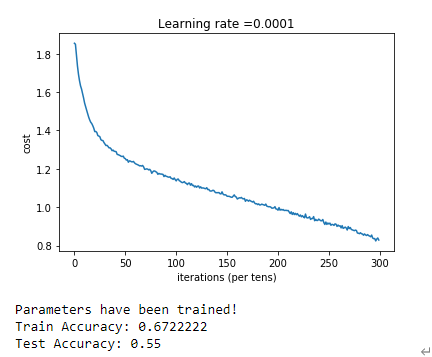 Learning rate =0.0001
cost
1.8
1.6
1.4
1.2
1.0
0.8
0 50 100 150 200 250 300
iterations (per tens)
Parameters have been trained!
Train Accuracy: 0.6722222
Test Accuracy: 0.55